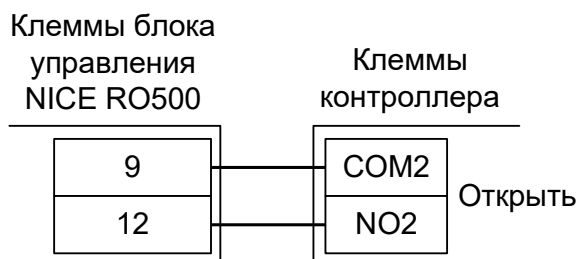 Клеммы блока
управления
NICE RO500
Клеммы
контроллера
9
COM2
12
NO2
Открыть